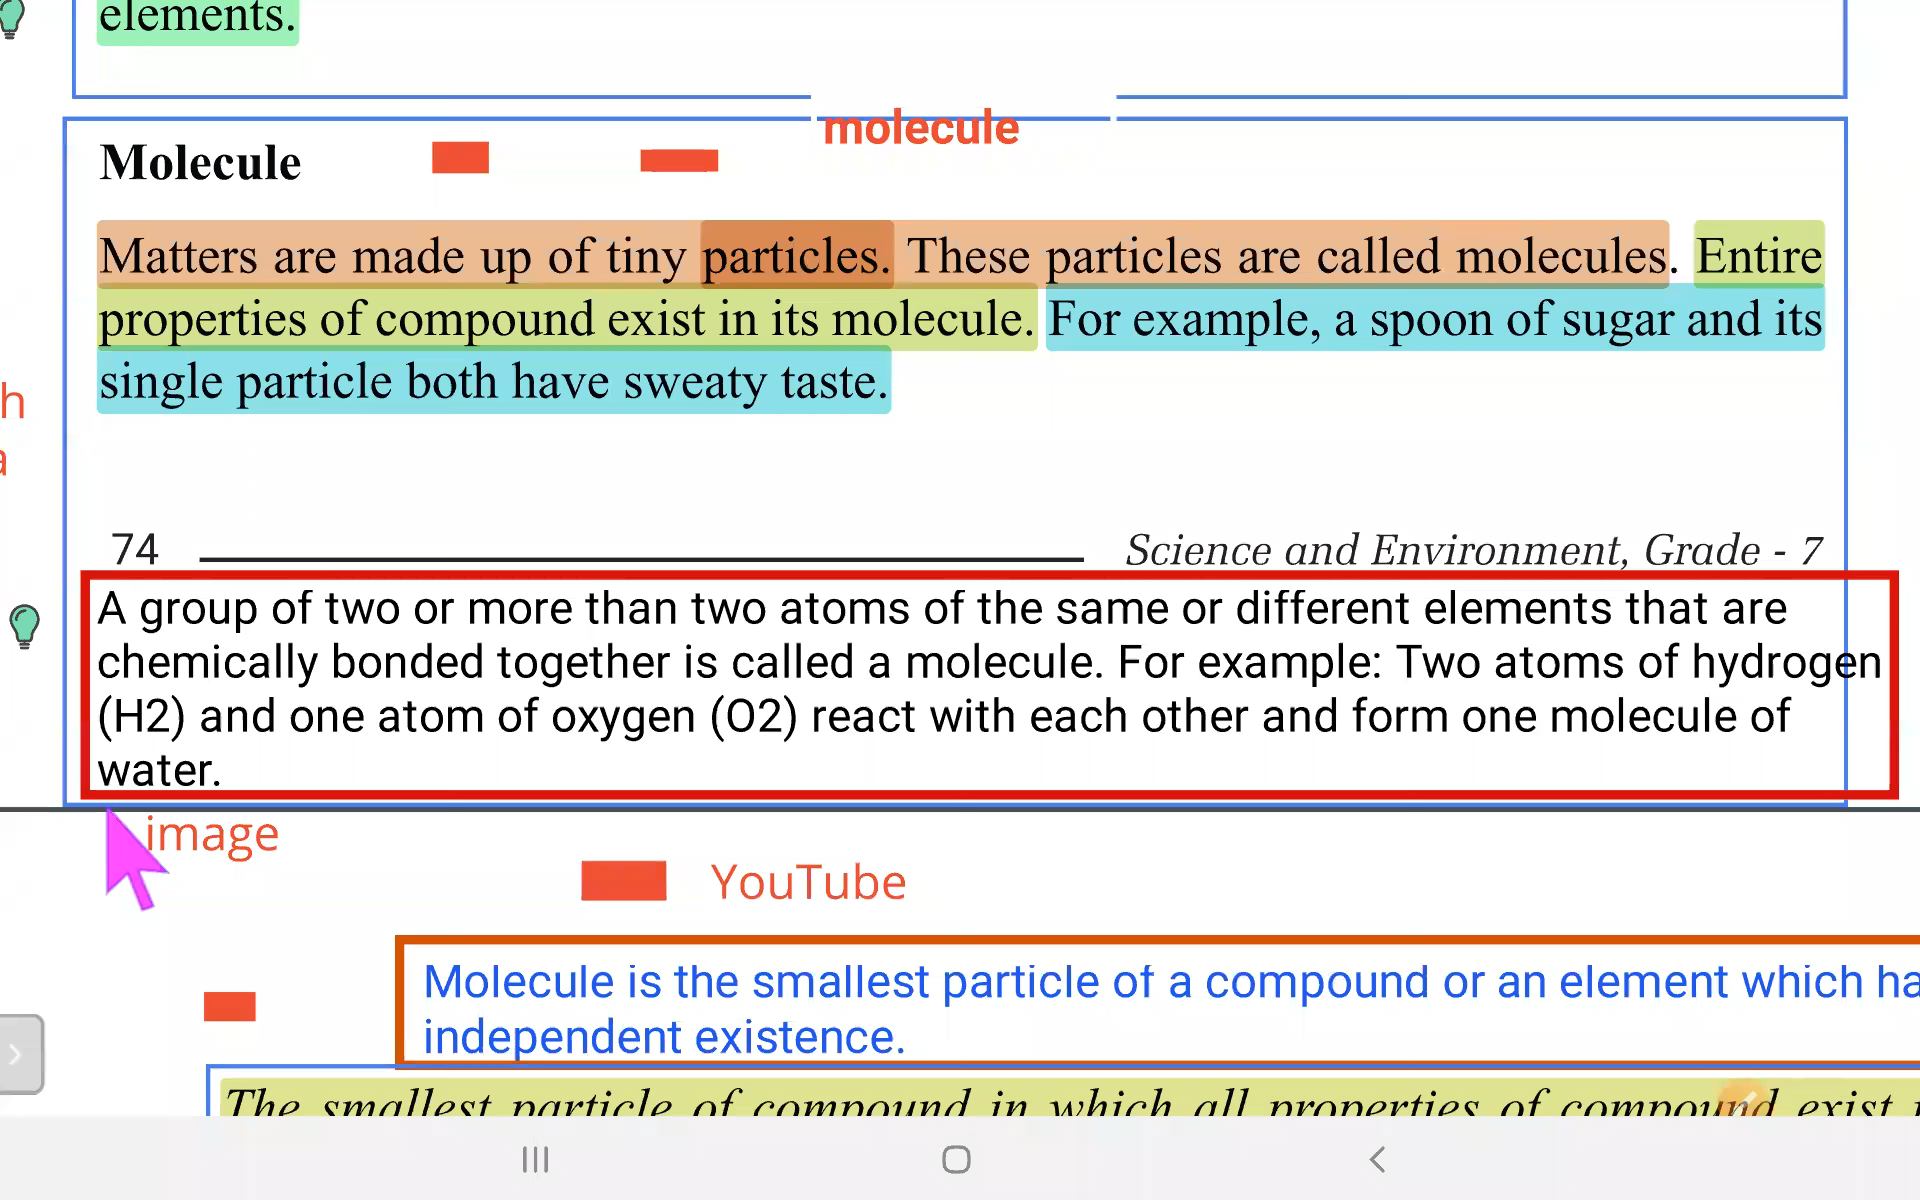 elements.
molecule
Molecule
Matters are made up of tiny particles. These particles are called molecules. Entire
properties of compound exist in its molecule. For example, a spoon of sugar and its
single particle both have sweaty taste.
h
a
74 Science and Environment, Grade - 7
A group of two or more than two atoms of the same or different elements that are
chemically bonded together is called a molecule. For example: Two atoms of hydrogen
(H2) and one atom of oxygen (O2) react with each other and form one molecule of
water.
image
YouTube
Molecule is the smallest particle of a compound or an element which ha
independent existence.
The smallest particle of compound in which all properties of compound exist